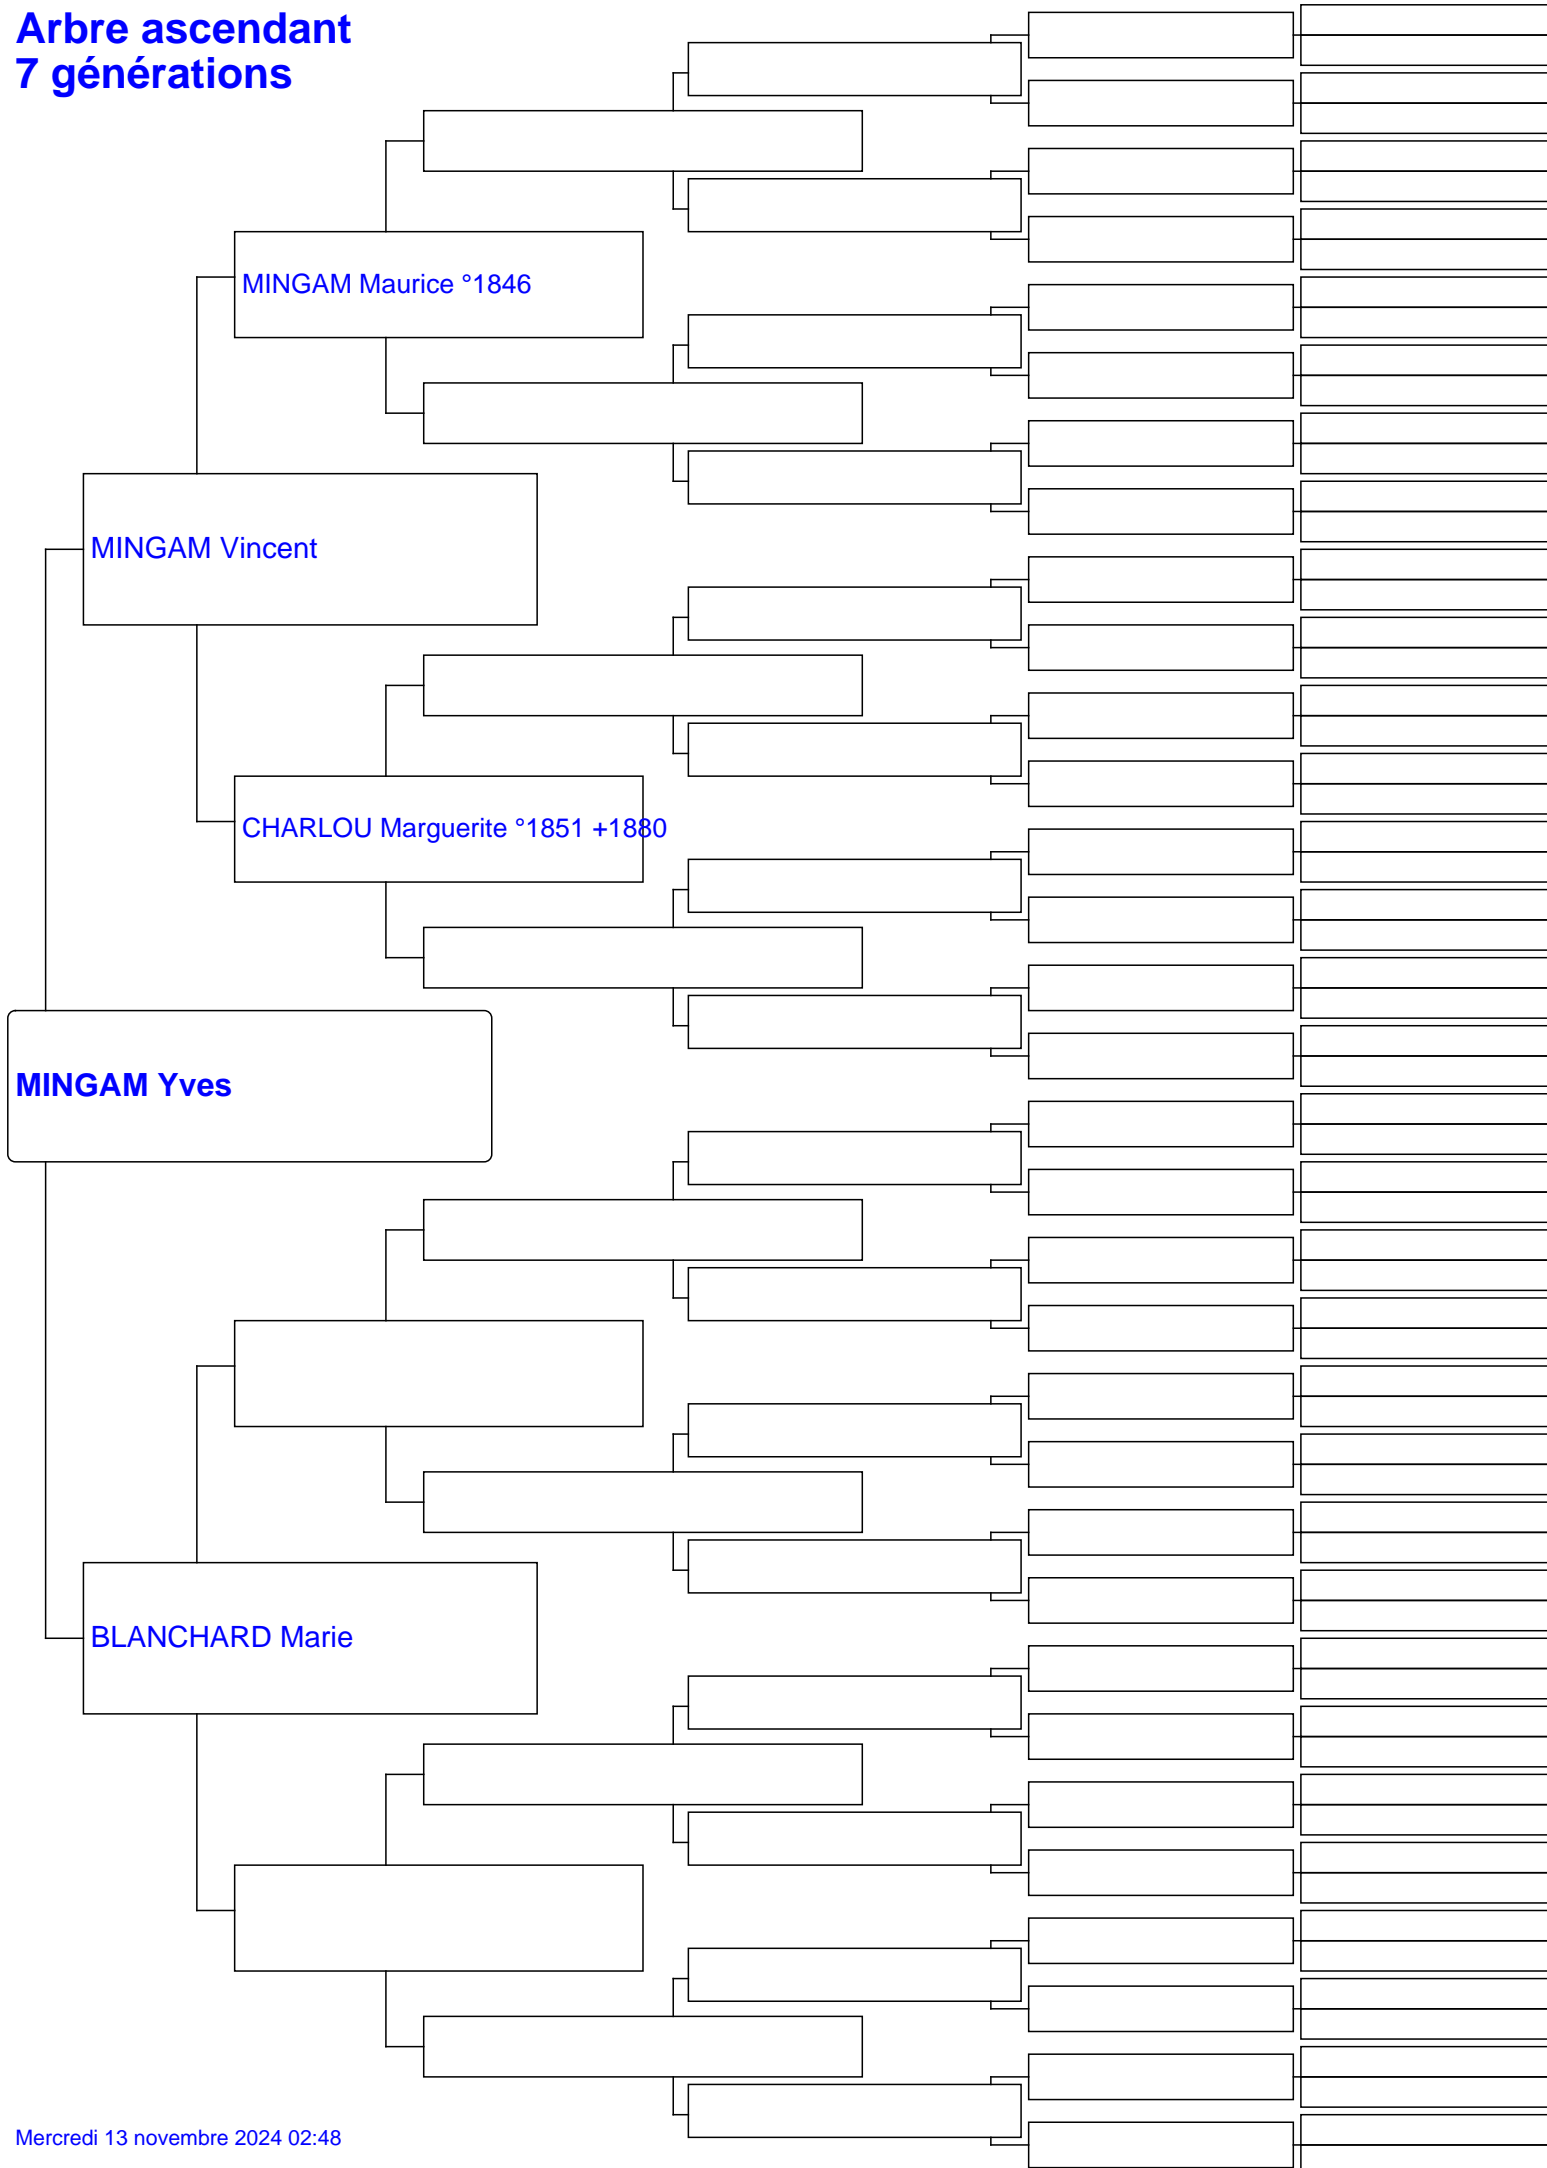 Arbre ascendant
7 générations
MINGAM Maurice °1846
MINGAM Vincent
CHARLOU Marguerite °1851 +1880
MINGAM Yves
BLANCHARD Marie
Mercredi 13 novembre 2024 02:48